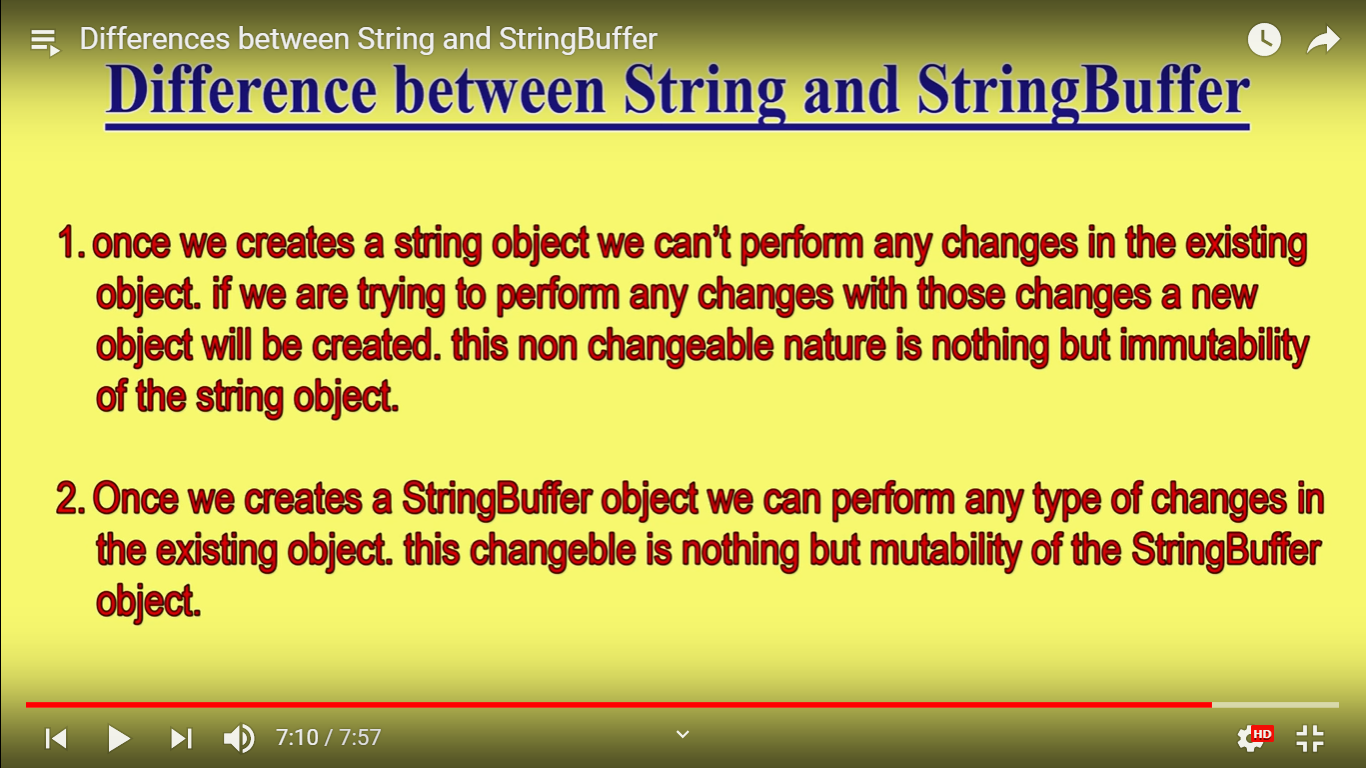 Differences between String and StringBuffer
Difference between String and StringBuffer
1. once we creates a string object we can't perform any changes in the existing
object. if we are trying to perform any changes with those changes a new
object will be created. this non changeable nature is nothing but immutability
of the string object.
2. Once we creates a StringBuffer object we can perform any type of changes in
the existing object. this changeble is nothing but mutability of the StringBuffer
object.
7:10 / 7:57
HD